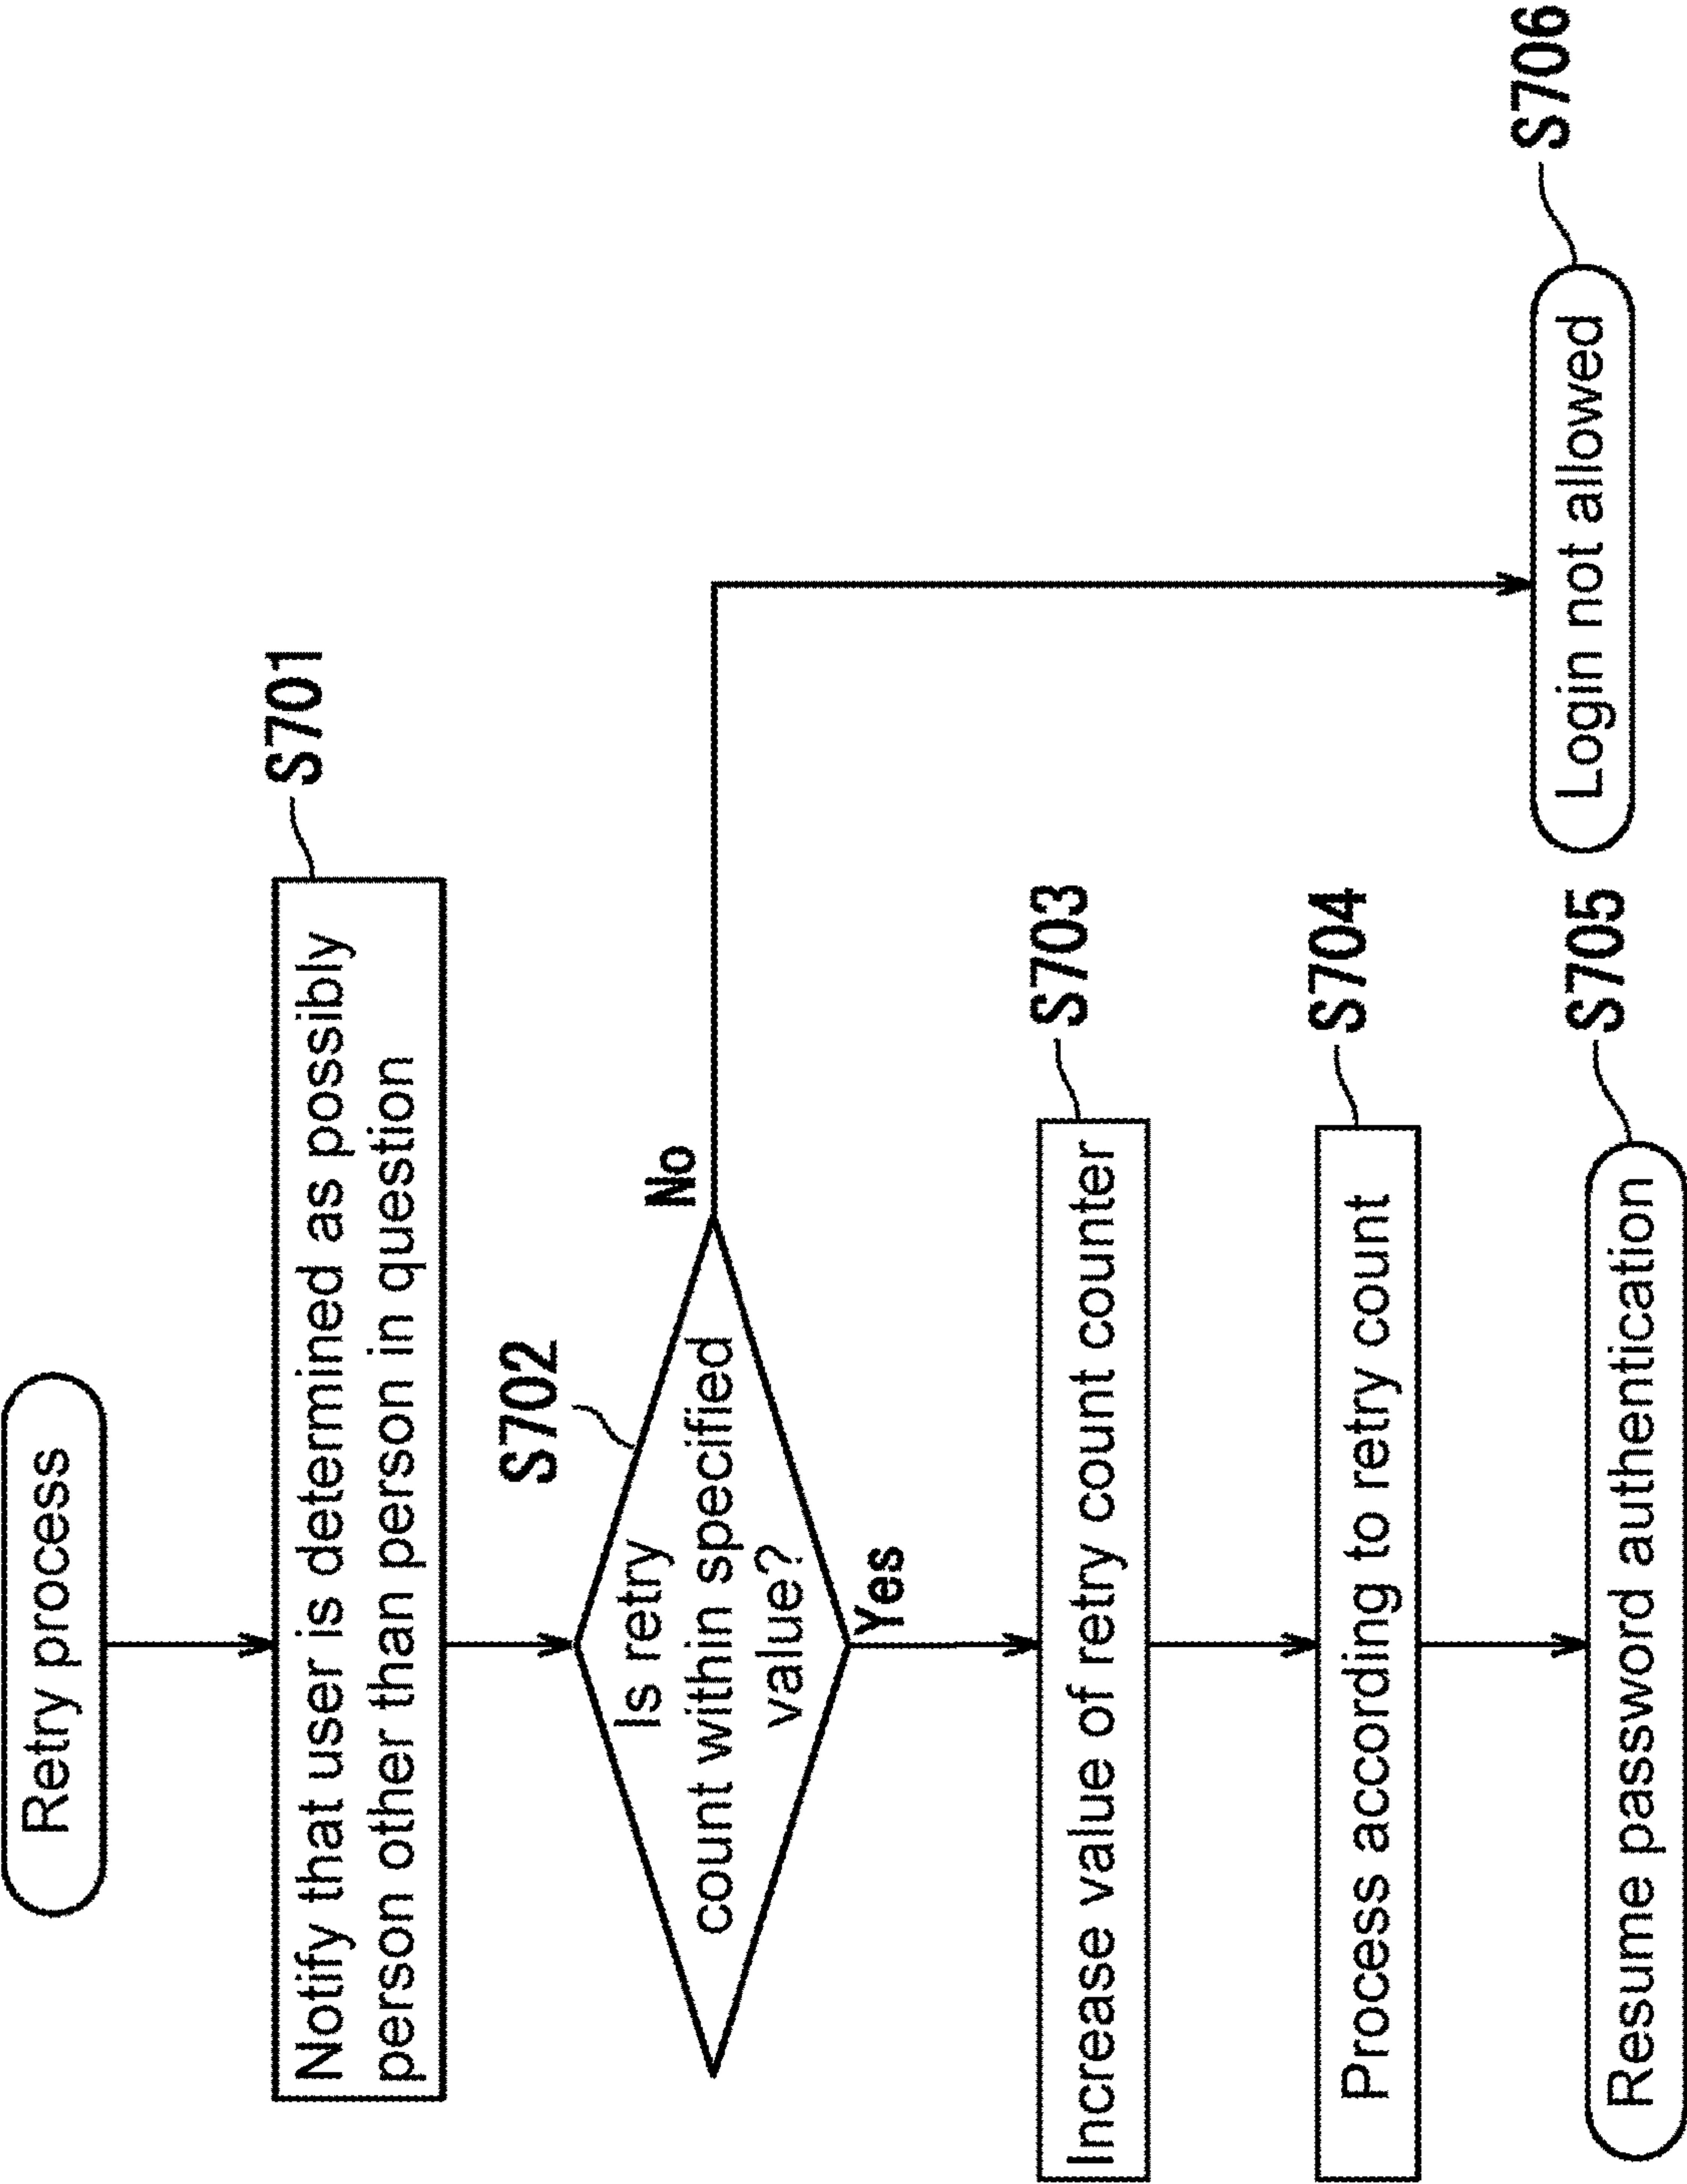 Retry process
S701
Notify that user is determined as possibly
person other than person in question
S702
Is retry
count within specified
value?
No
Yes
S703
Increase value of retry count counter
S704
Process according to retry count
S705
Resume password authentication
S706
Login not allowed